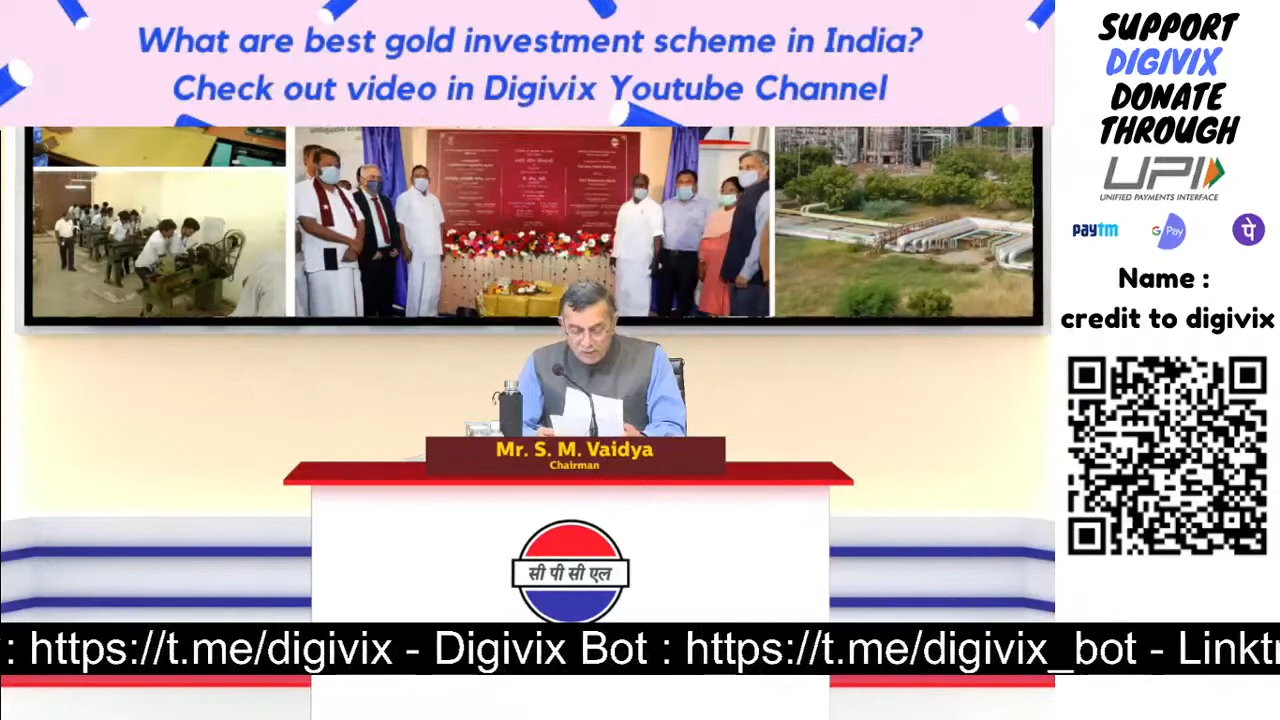 What are best gold investment scheme in India?
Check out video in Digivix Youtube Channel
SUPPORT
DIGIVIX
DONATE
THROUGH
UPI
UNIFIED PAYMENTS INTERFACE
paytm
G Pay
पे
Name :
credit to digivix
Mr. S. M. Vaidya
Chairman
सी पी सी एल
: https://t.me/digivix - Digivix Bot : https://t.me/digivix_bot - Linktr